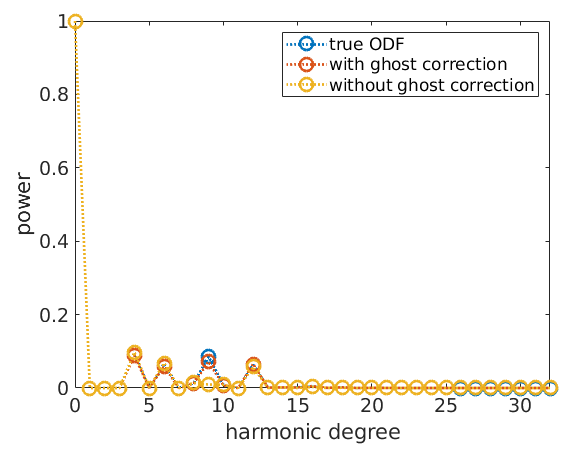 true ODF
with ghost correction
without ghost correction
1
0.8
0.6
0.4
0.2
0
power
0 5 10 15 20 25 30
harmonic degree